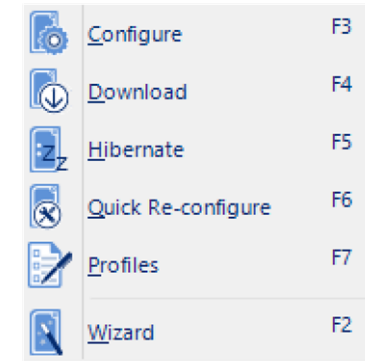 Configure F3
Download F4
Hibernate F5
Quick Re-configure F6
Profiles F7
Wizard F2